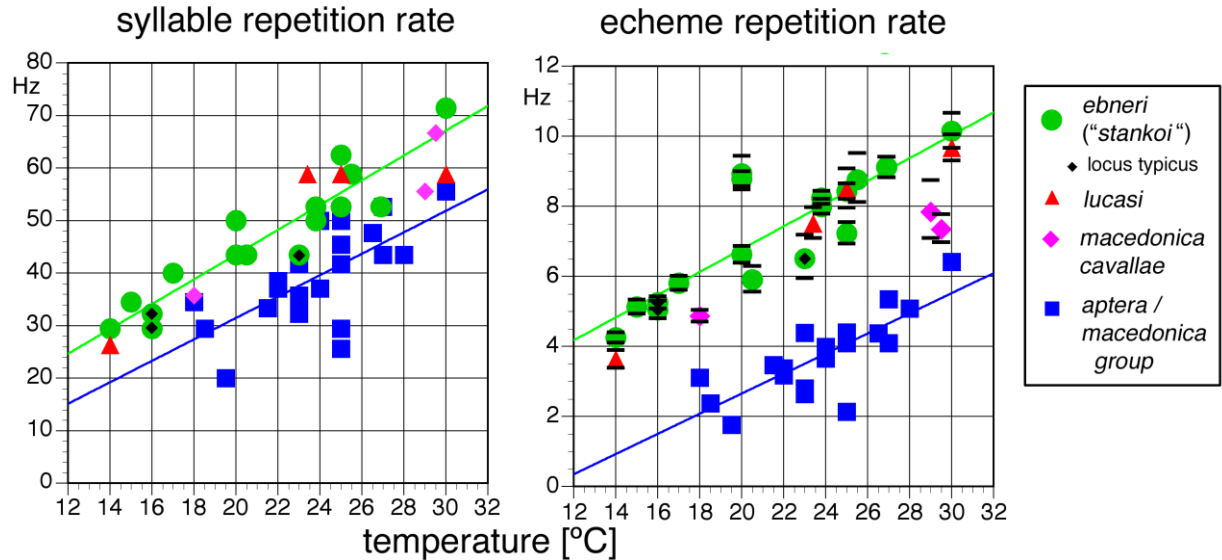 syllable repetition rate
echeme repetition rate
80
Hz
70
60
50
40
30
20
10
0
12 14 16 18 20 22 24 26 28 30 32
12
Hz
10
8
6
4
2
0
12 14 16 18 20 22 24 26 28 30 32
temperature [ºC]
ebneri
("stankoi")
locus typicus
lucasi
macedonica
cavallae
aptera /
macedonica
group